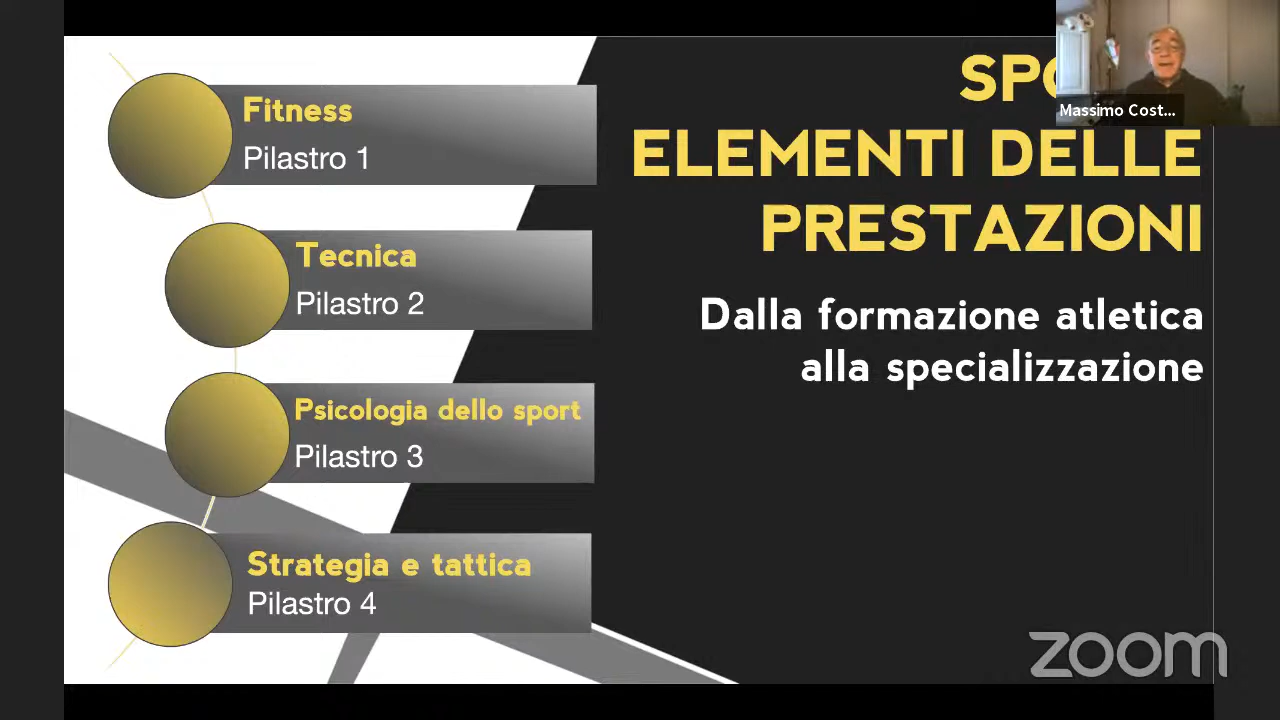 Fitness
Pilastro 1
Tecnica
Pilastro 2
Psicologia dello sport
Pilastro 3
Strategia e tattica
Pilastro 4
ELEMENTI DELLE
PRESTAZIONI
Dalla formazione atletica
alla specializzazione
Massimo Cost...
zoom